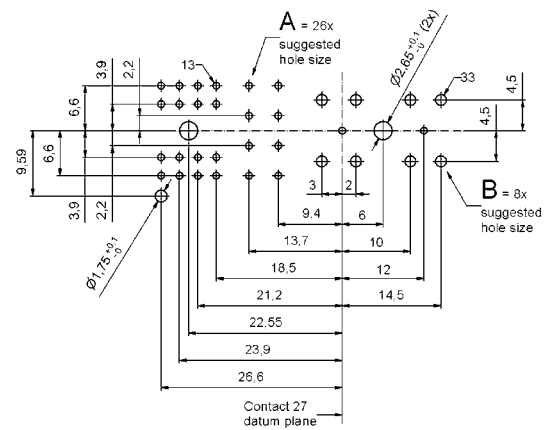 A = 26x
suggested
hole size
Ø2,65 +0,1 -0 (2x)
13
33
3,9
2,2
6,6
4,5
4,5
9,59
6,6
3,9
2,2
3
2
B = 8x
suggested
hole size
9,4
6
Ø1,75 +0,1 -0
13,7
10
18,5
12
21,2
14,5
22,55
23,9
26,6
Contact 27
datum plane